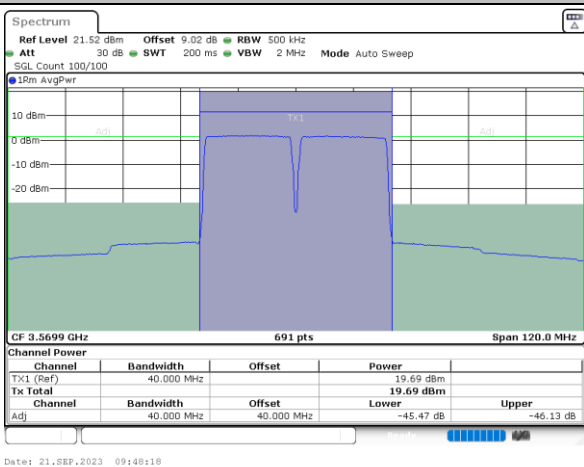 Spectrum
Ref Level 21.52 dBm Offset 9.02 dB RBW 500 kHz
Att 30 dB SWT 200 ms VBW 2 MHz Mode Auto Sweep
SGL Count 100/100
1Rm AvgPwr
10 dBm
TX1
Adj
Adj
0 dBm
-10 dBm
-20 dBm
CF 3.5699 GHz 691 pts Span 120.0 MHz
Channel Power
Channel Bandwidth Offset Power
TX1 (Ref) 40.000 MHz 19.69 dBm
Tx Total 19.69 dBm
Channel Bandwidth Offset Lower Upper
Adj 40.000 MHz 40.000 MHz -45.47 dB -46.13 dB
Date: 21.SEP.2023 09:48:18